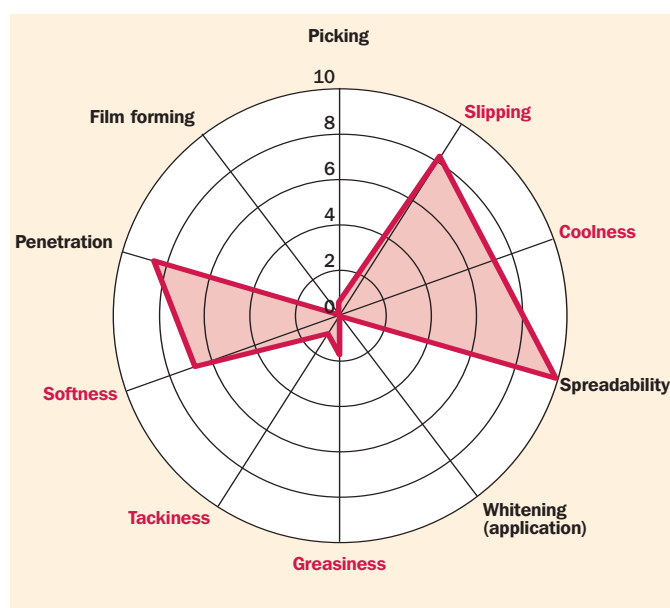 Picking
10
Slipping
Film forming
8
6
Coolness
Penetration
4
2
0
Spreadability
Softness
Whitening
(application)
Tackiness
Greasiness